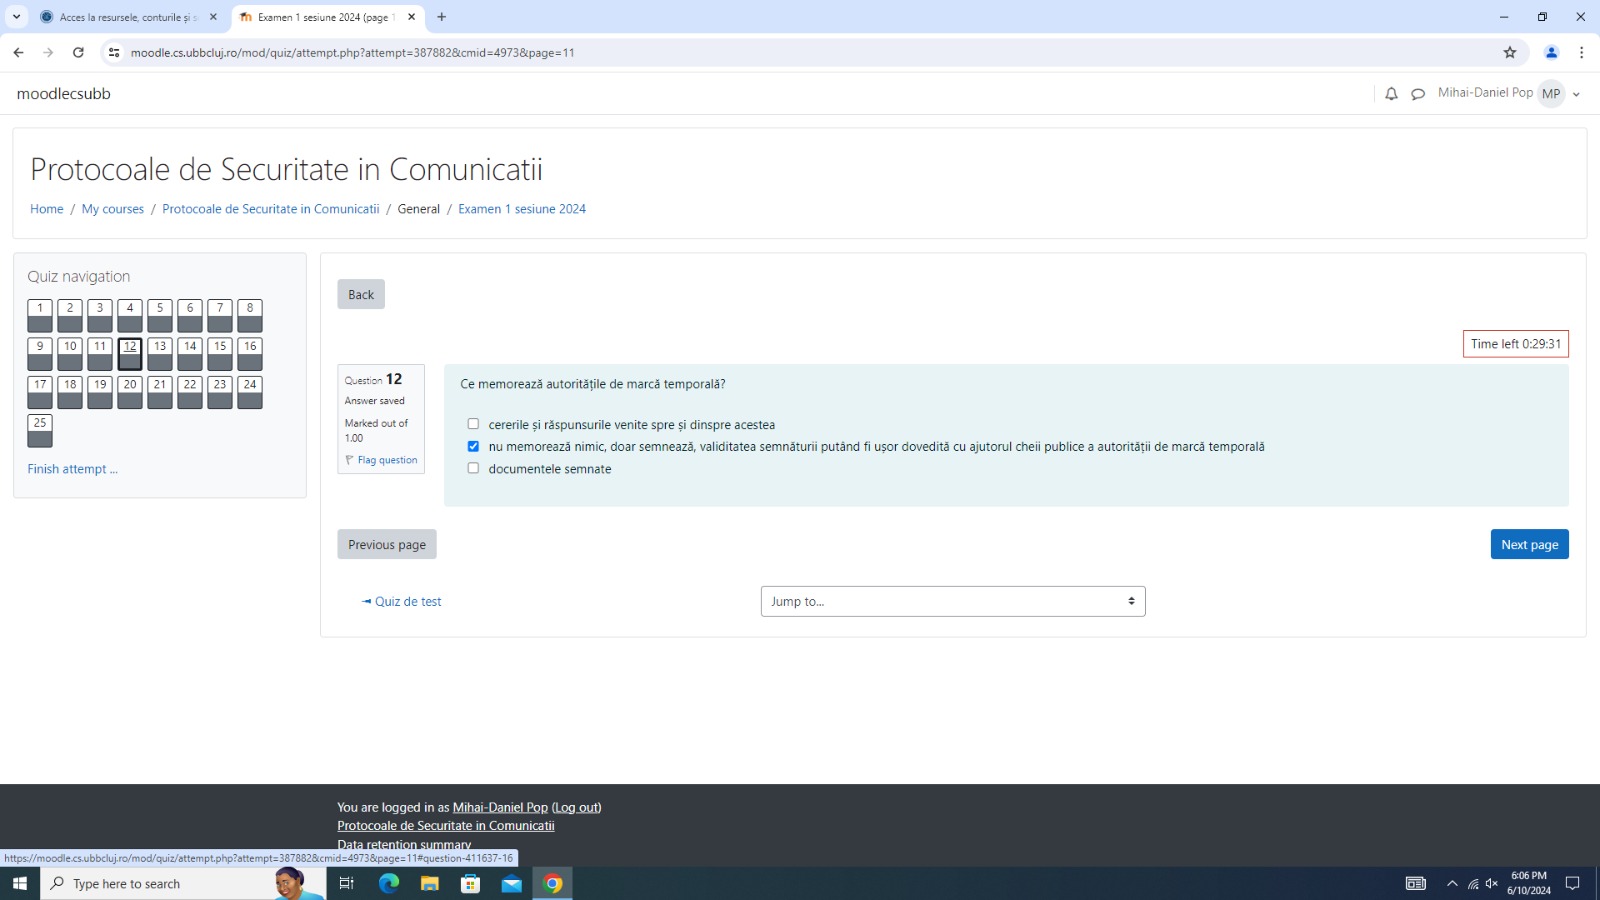 Acces la resursele, conturile și s
Examen 1 sesiune 2024 (page 1
moodle.cs.ubbcluj.ro/mod/quiz/attempt.php?attempt=387882&cmid=4973&page=11
moodlecsubb
Mihai-Daniel Pop MP
Protocoale de Securitate in Comunicatii
Home / My courses / Protocoale de Securitate in Comunicatii / General / Examen 1 sesiune 2024
Quiz navigation
1 2 3 4 5 6 7 8
9 10 11 12 13 14 15 16
17 18 19 20 21 22 23 24
25
Finish attempt ...
Back
Time left 0:29:31
Question 12
Answer saved
Marked out of
1.00
Flag question
Ce memorează autoritățile de marcă temporală?
cererile și răspunsurile venite spre și dinspre acestea
nu memorează nimic, doar semnează, validitatea semnăturii putând fi ușor dovedită cu ajutorul cheii publice a autorității de marcă temporală
documentele semnate
Previous page
Next page
◄ Quiz de test
Jump to...
You are logged in as Mihai-Daniel Pop (Log out)
Protocoale de Securitate in Comunicatii
Data retention summary
https://moodle.cs.ubbcluj.ro/mod/quiz/attempt.php?attempt=387882&cmid=4973&page=11#question-411637-16
Type here to search
6:06 PM
6/10/2024